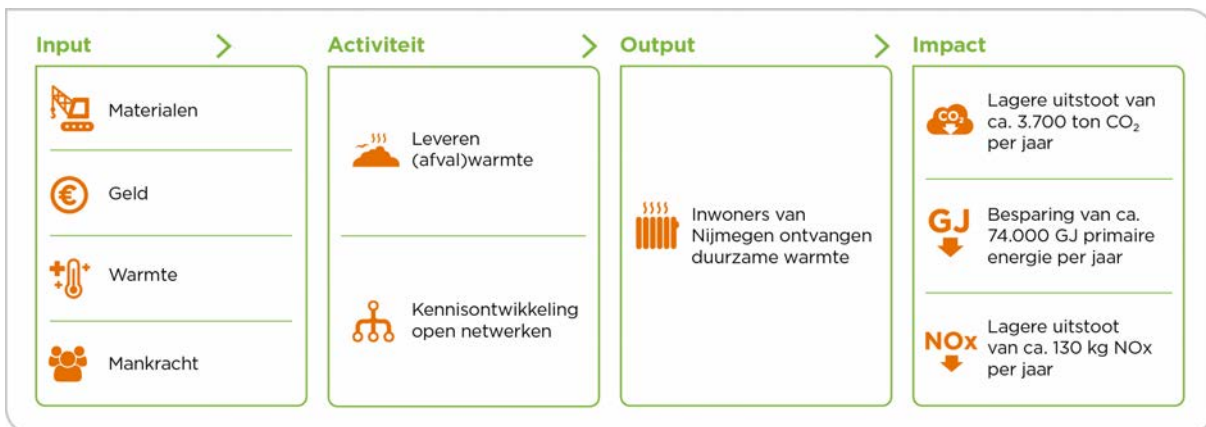 Input
Materialen
€
Geld
Warmte
Mankracht
Activiteit
Leveren
(afval)warmte
Kennisontwikkeling
open netwerken
Output
Inwoners van
Nijmegen ontvangen
duurzame warmte
Impact
CO₂
Lagere uitstoot van
ca. 3.700 ton CO₂
per jaar
GJ
Besparing van ca.
74.000 GJ primaire
energie per jaar
NOx
Lagere uitstoot
van ca. 130 kg NOx
per jaar